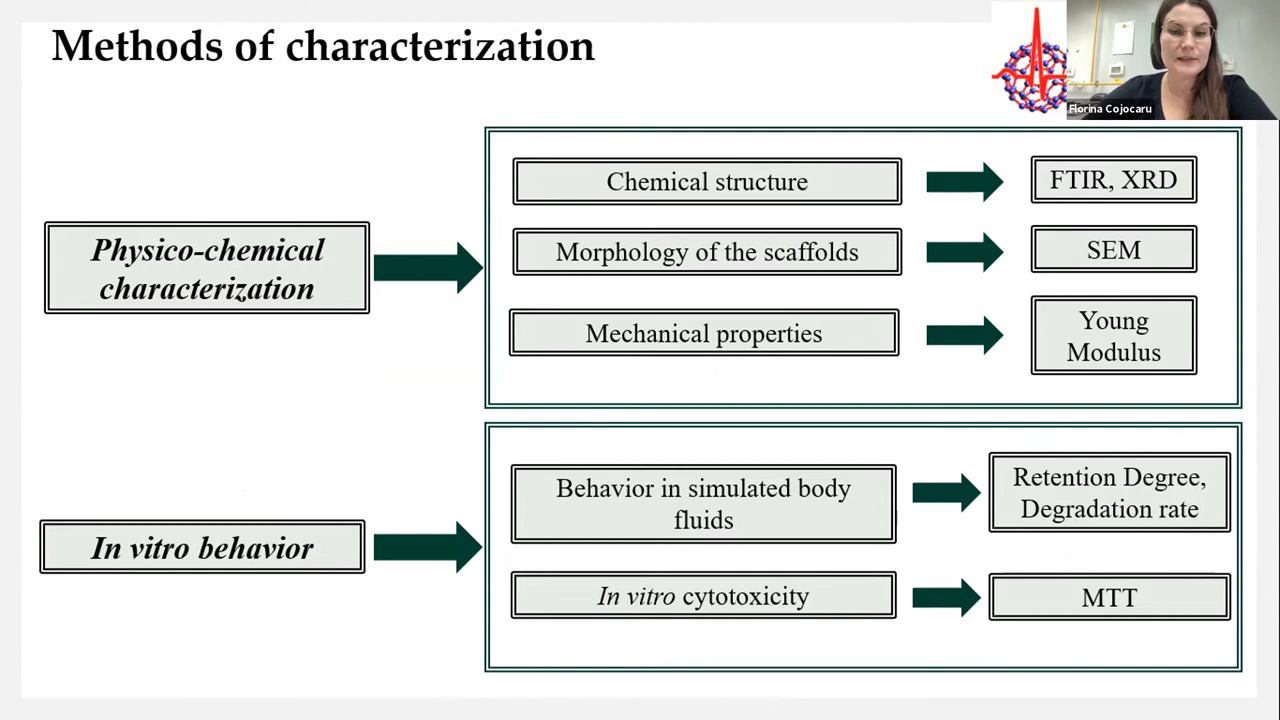 Methods of characterization
Florina Cojocaru
Physico-chemical
characterization
Chemical structure
FTIR, XRD
Morphology of the scaffolds
SEM
Mechanical properties
Young
Modulus
In vitro behavior
Behavior in simulated body
fluids
Retention Degree,
Degradation rate
In vitro cytotoxicity
MTT